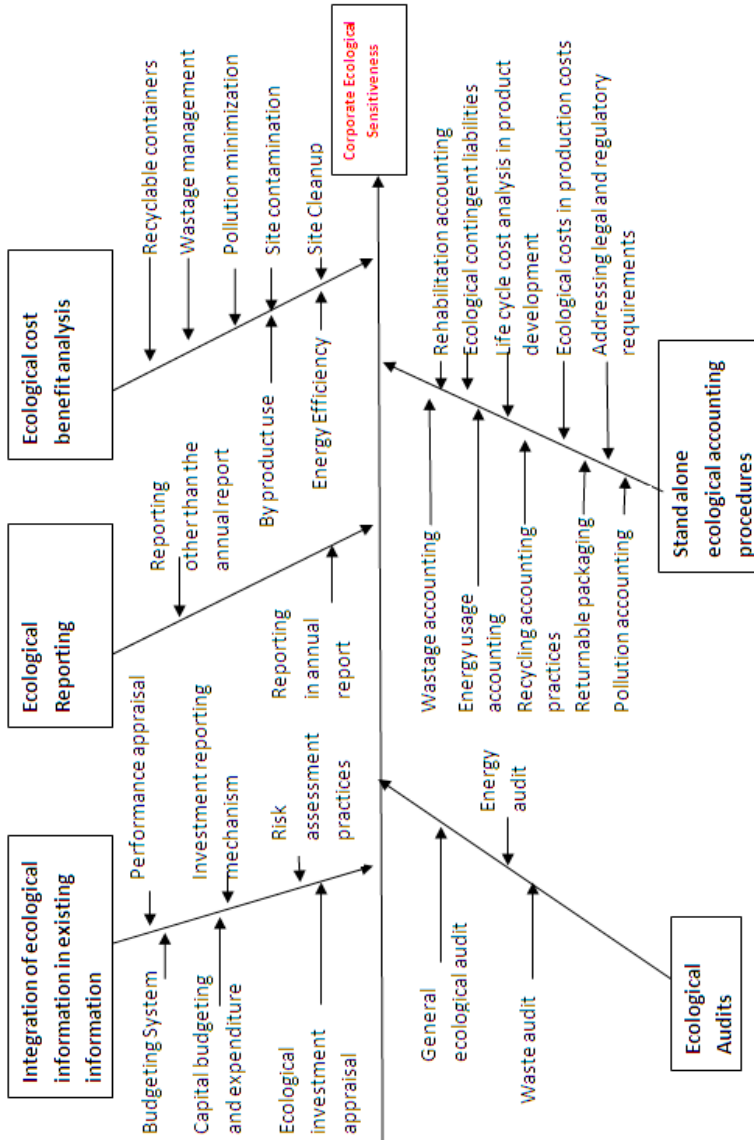 Integration of ecological
information in existing
information
Ecological
Reporting
Ecological cost
benefit analysis
Performance appraisal
Investment reporting
mechanism
Risk
assessment
practices
Budgeting System
Capital budgeting
and expenditure
Ecological
investment
appraisal
Reporting
other than the
annual report
Reporting
in annual
report
Recyclable containers
Wastage management
Pollution minimization
Site contamination
Site Cleanup
By product use
Energy Efficiency
Corporate Ecological
Sensitiveness
General
ecological audit
Waste audit
Energy
audit
Ecological
Audits
Wastage accounting
Energy usage
accounting
Recycling accounting
practices
Returnable packaging
Pollution accounting
Rehabilitation accounting
Ecological contingent liabilities
Life cycle cost analysis in product
development
Ecological costs in production costs
Addressing legal and regulatory
requirements
Stand alone
ecological accounting
procedures